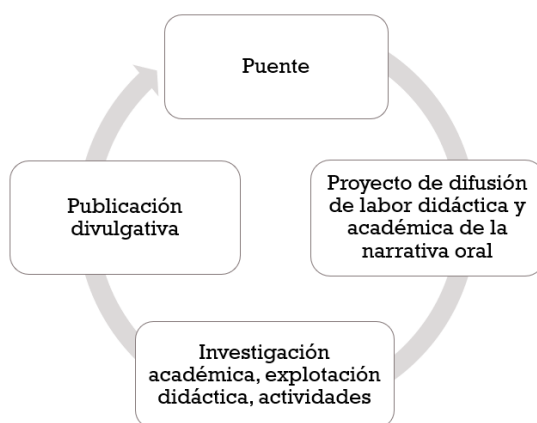 Puente
Proyecto de difusión
de labor didáctica y
académica de la
narrativa oral
Investigación
académica, explotación
didáctica, actividades
Publicación
divulgativa